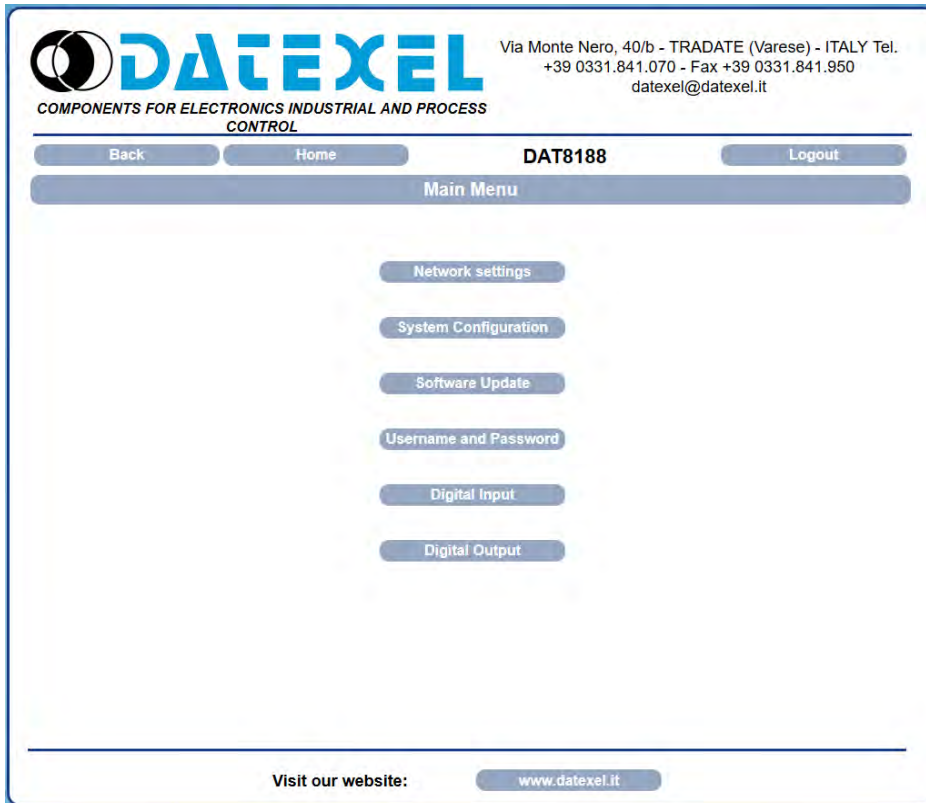 DATEXEL
COMPONENTS FOR ELECTRONICS INDUSTRIAL AND PROCESS
CONTROL
Via Monte Nero, 40/b - TRADATE (Varese) - ITALY Tel.
+39 0331.841.070 - Fax +39 0331.841.950
datexel@datexel.it
Back Home DAT8188 Logout
Main Menu
Network settings
System Configuration
Software Update
Username and Password
Digital Input
Digital Output
Visit our website: www.datexel.it